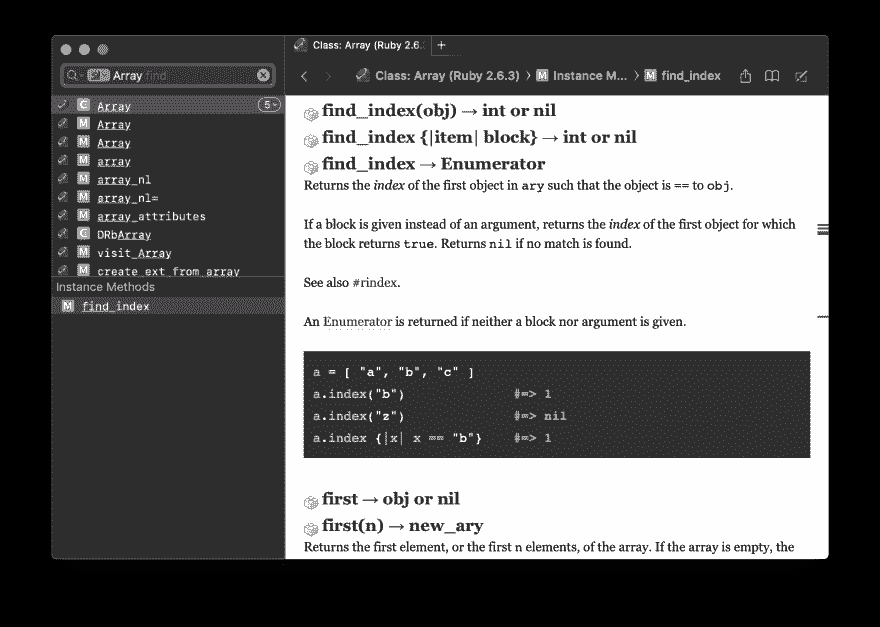 Class: Array (Ruby 2.6.
+
Array find
Class: Array (Ruby 2.6.3) › M Instance M... › M find_index
C Array 5
M Array
M Array
M array
M array_nl
M array_nl=
M array_attributes
C DRbArray
M visit_Array
M create_ext_from_array
Instance Methods
M find_index
find_index(obj) → int or nil
find_index {|item| block} → int or nil
find_index → Enumerator
Returns the index of the first object in ary such that the object is == to obj.
If a block is given instead of an argument, returns the index of the first object for which
the block returns true. Returns nil if no match is found.
See also #rindex.
An Enumerator is returned if neither a block nor argument is given.
a = [ "a", "b", "c" ]
a.index("b") #=> 1
a.index("z") #=> nil
a.index {|x| x == "b"} #=> 1
first → obj or nil
first(n) → new_ary
Returns the first element, or the first n elements, of the array. If the array is empty, the